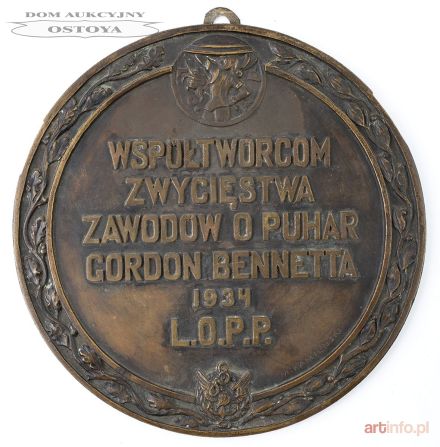 DOM AUKCYJNY
OSTOYA
WSPÓŁTWÓRCOM
ZWYCIĘSTWA
ZAWODÓW O PUHAR
GORDON BENNETTA
1934
L.O.P.P.
artinfo.pl